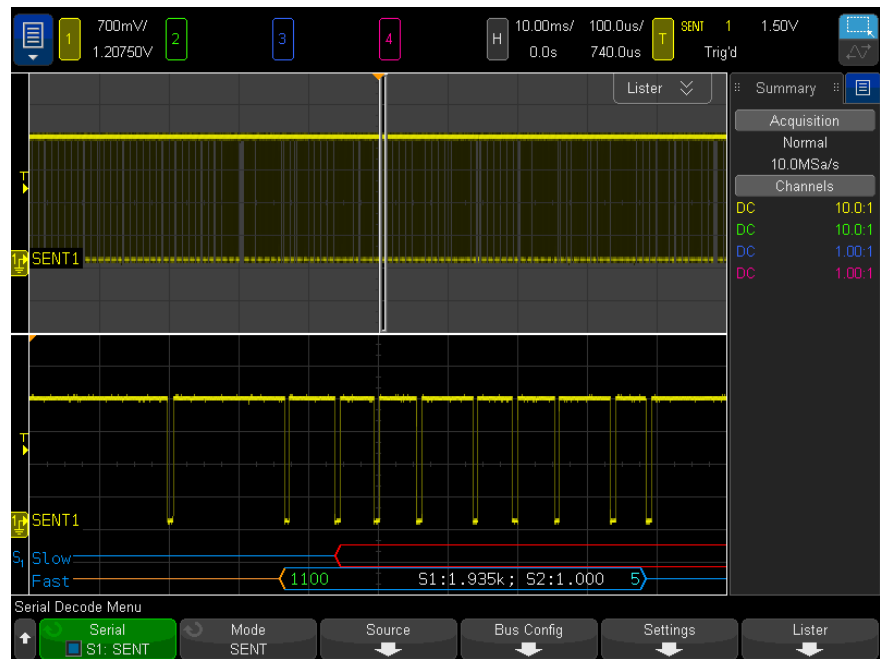 700mV/ 10.00ms/ 100.0us/ SENT 1 1.50V
1 2 3 4 H T
1.20750V 0.0s 740.0us Trig'd
Lister Summary
Acquisition
Normal
10.0MSa/s
Channels
DC 10.0:1
DC 10.0:1
DC 1.00:1
DC 1.00:1
T
SENT1
T
SENT1
S1 Slow
Fast 1100 S1:1.935k; S2:1.000 5
Serial Decode Menu
Serial Mode Source Bus Config Settings Lister
S1: SENT SENT